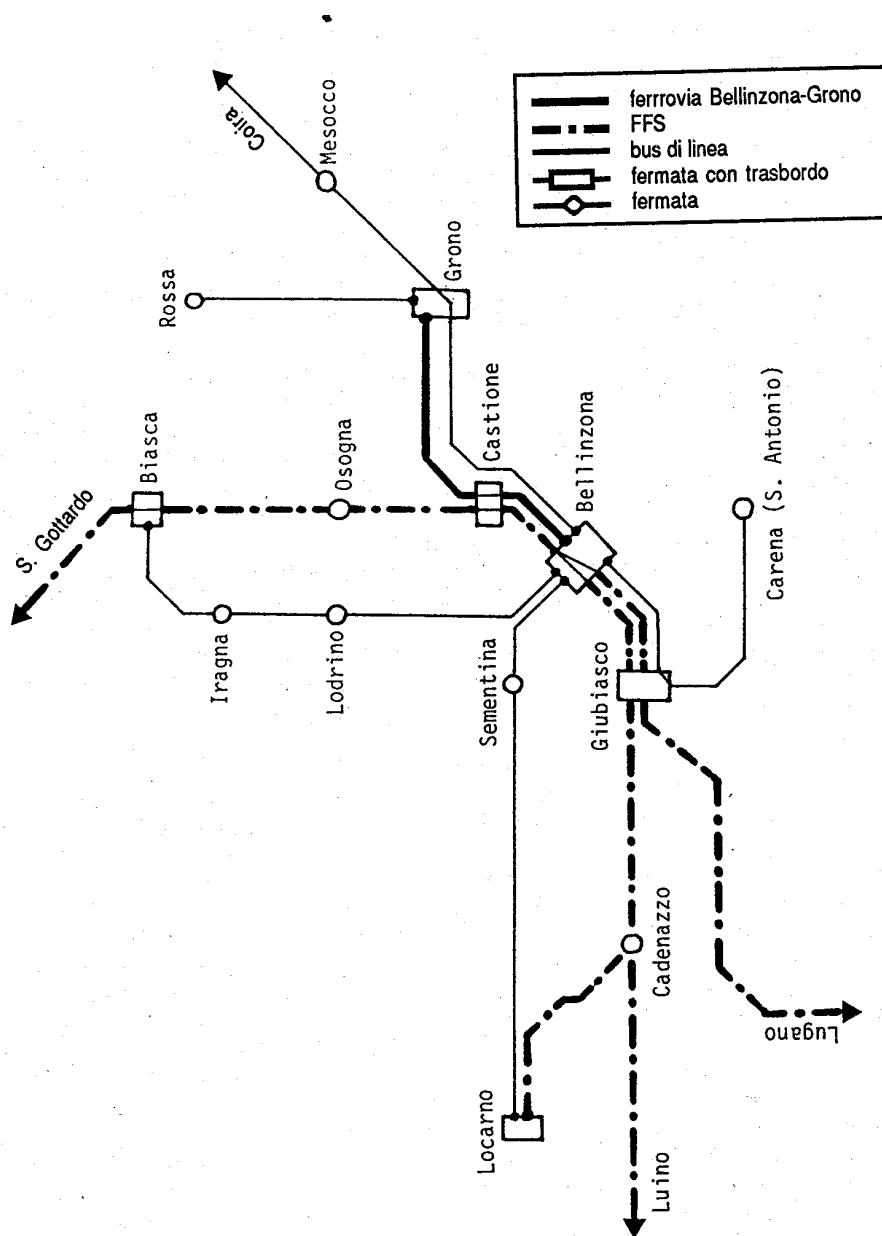 ferrrovia Bellinzona-Grono
FFS
bus di linea
fermata con trasbordo
fermata
Coira
Mesocco
Rossa
Grono
Castione
Biasca
Osogna
S. Gottardo
Bellinzona
Carena (S. Antonio)
Iragna
Lodrino
Sementina
Giubiasco
Cadenazzo
Lugano
Locarno
Luino